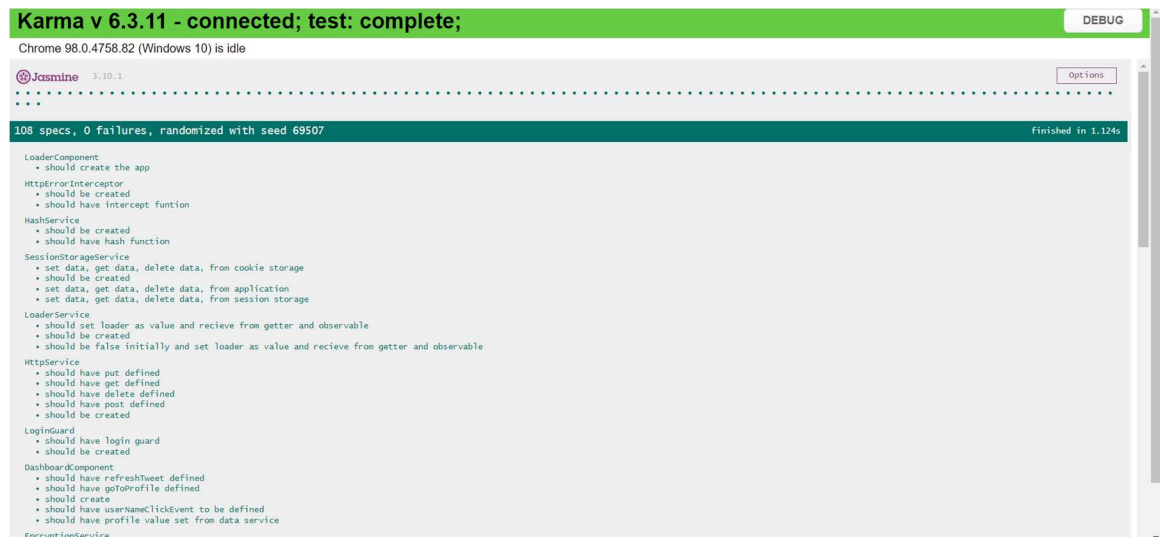 Karma v 6.3.11 - connected; test: complete;
DEBUG
Chrome 98.0.4758.82 (Windows 10) is idle
Jasmine 3.10.1
Options
108 specs, 0 failures, randomized with seed 69507
finished in 1.124s
LoaderComponent
• should create the app
HttpErrorInterceptor
• should be created
• should have intercept funtion
HashService
• should be created
• should have hash function
SessionStorageService
• set data, get data, delete data, from cookie storage
• should be created
• set data, get data, delete data, from application
• set data, get data, delete data, from session storage
LoaderService
• should set loader as value and recieve from getter and observable
• should be created
• should be false initially and set loader as value and recieve from getter and observable
HttpService
• should have put defined
• should have get defined
• should have delete defined
• should have post defined
• should be created
LoginGuard
• should have login guard
• should be created
DashboardComponent
• should have refreshTweet defined
• should have goToProfile defined
• should create
• should have userNameClickEvent to be defined
• should have profile value set from data service
EncryptionService